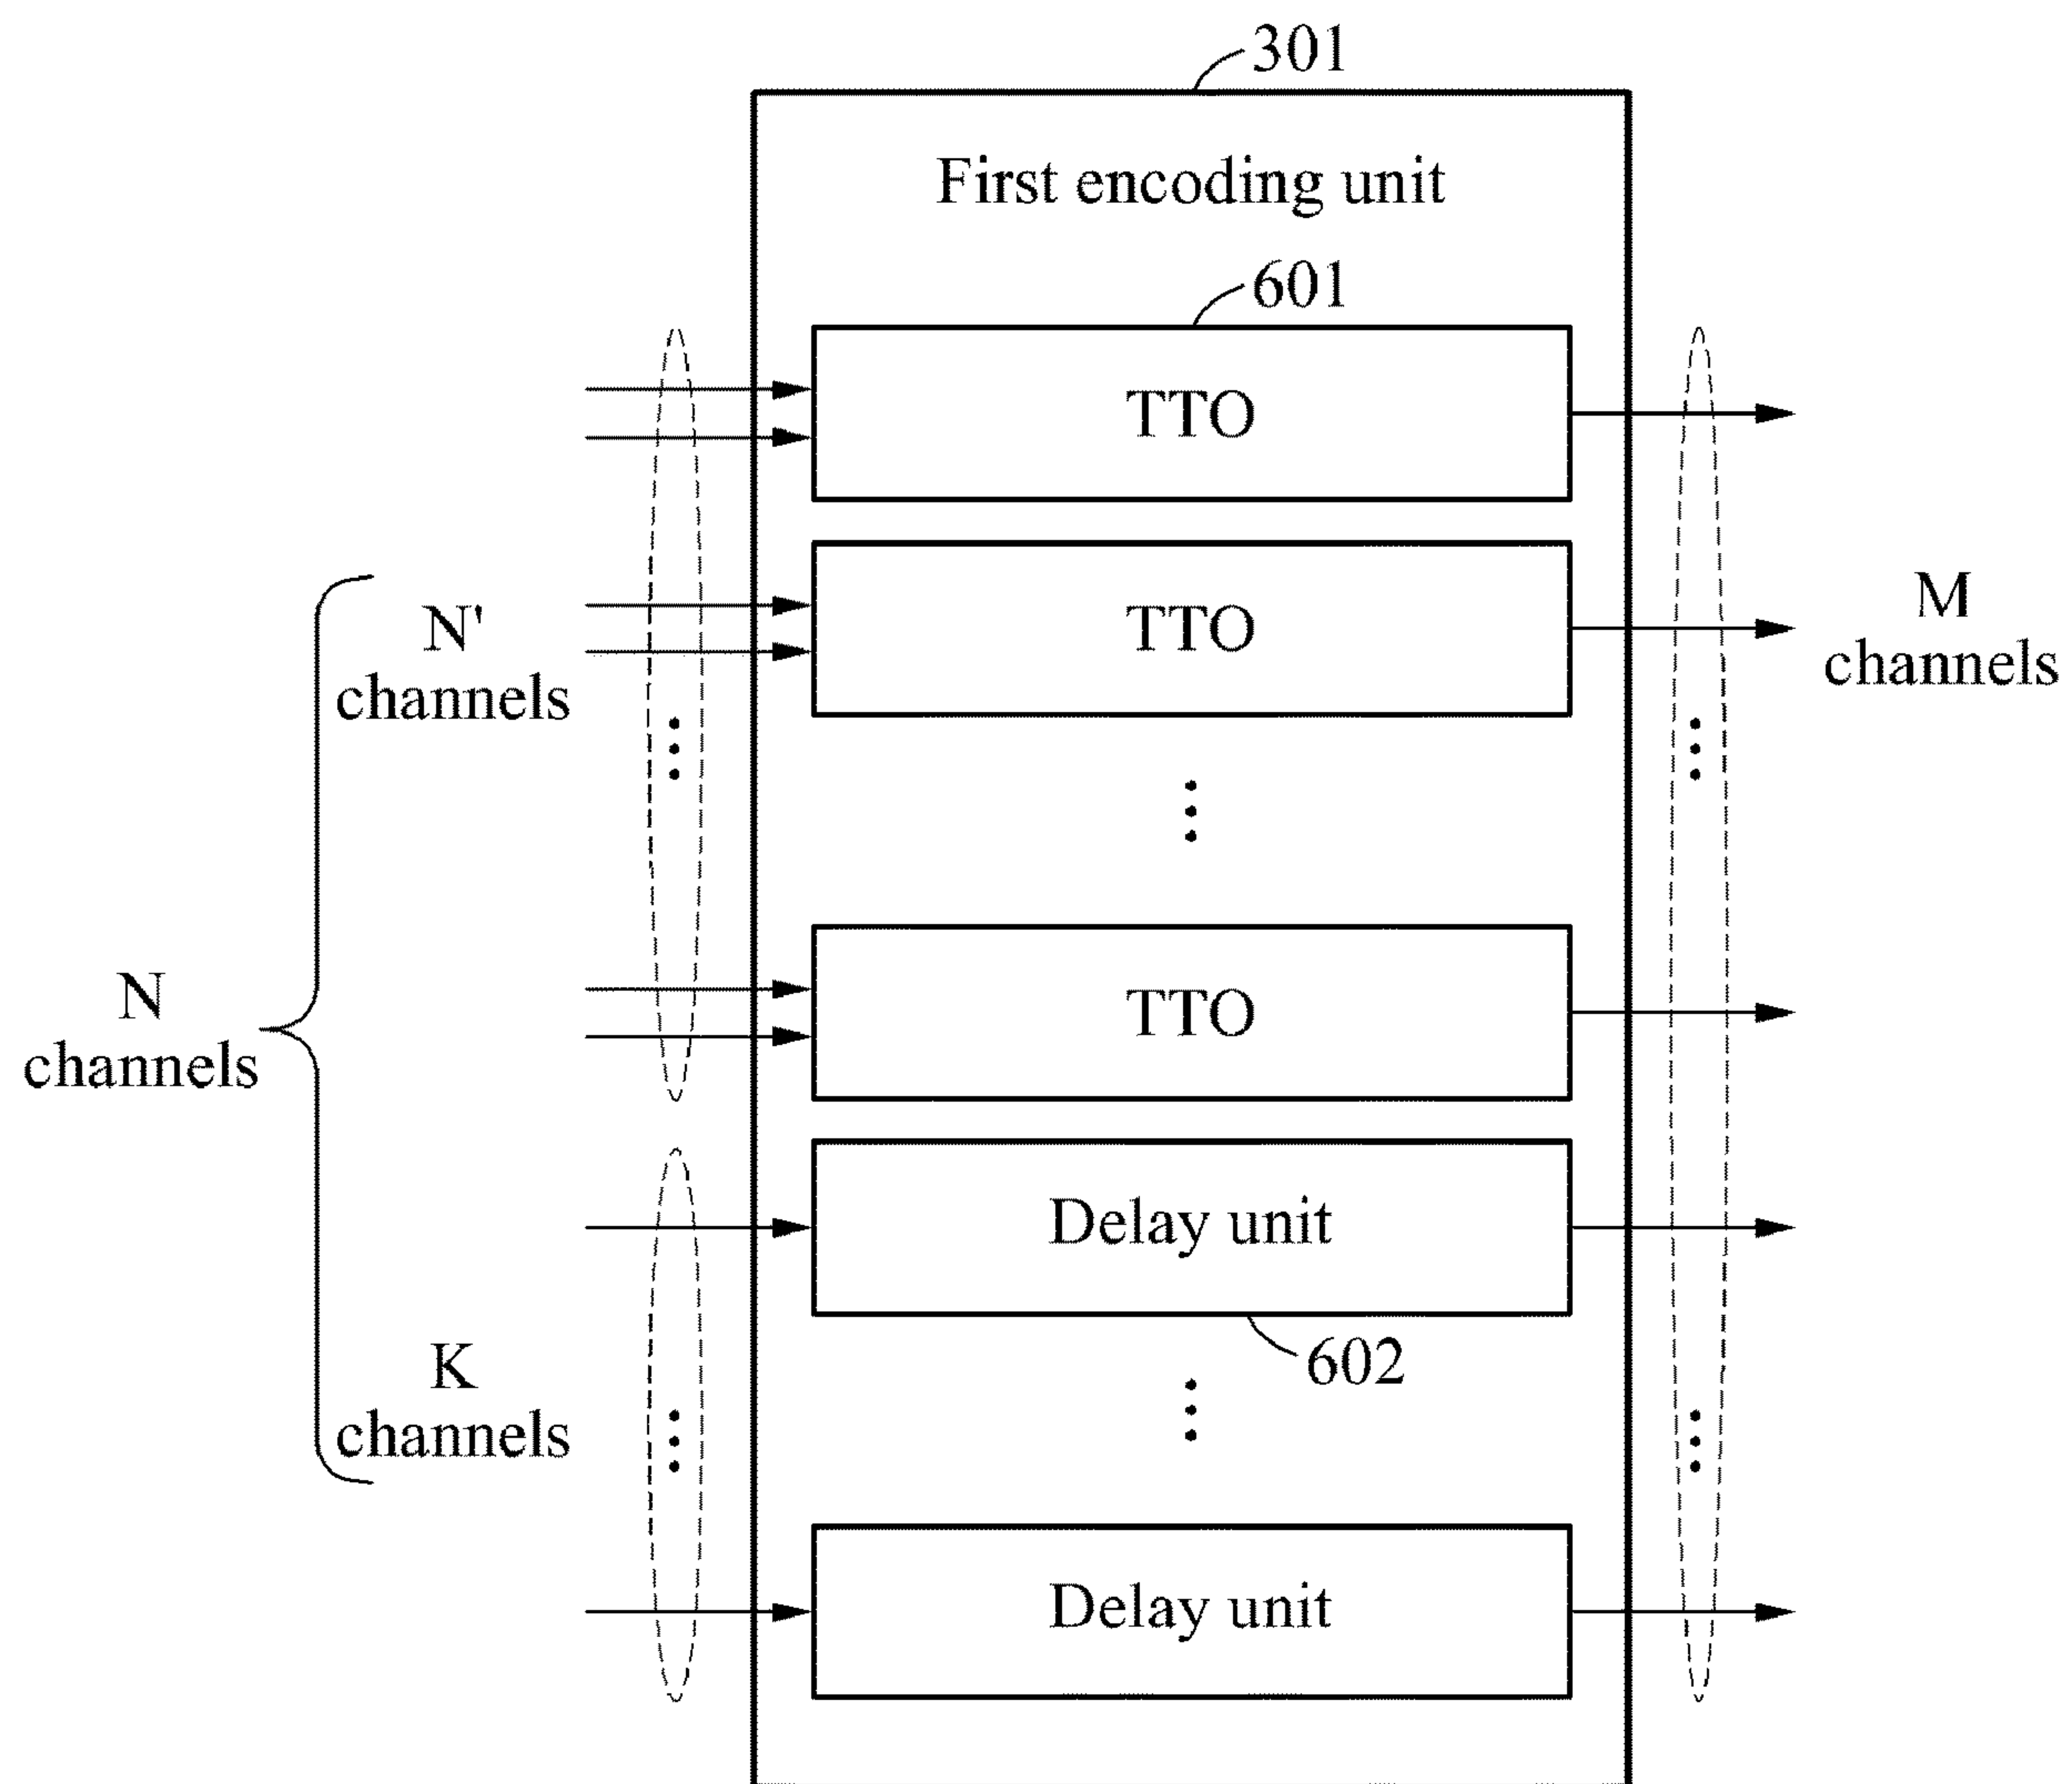 301
First encoding unit
601
TTO
N'
channels
TTO
M
channels
N
channels
TTO
Delay unit
602
K
channels
Delay unit